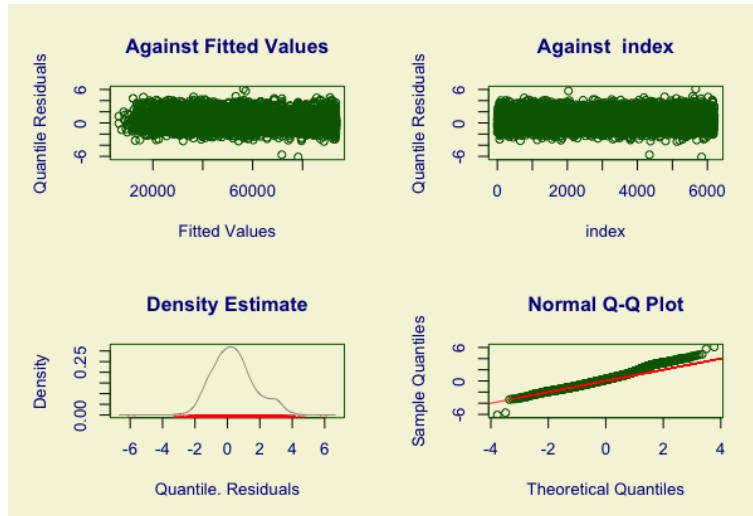 Against Fitted Values
Quantile Residuals
6
0
-6
20000 60000
Fitted Values
Against index
Quantile Residuals
6
0
-6
0 2000 4000 6000
index
Density Estimate
Density
0.25
0.00
-6 -4 -2 0 2 4 6
Quantile. Residuals
Normal Q-Q Plot
Sample Quantiles
6
0
-6
-4 -2 0 2 4
Theoretical Quantiles